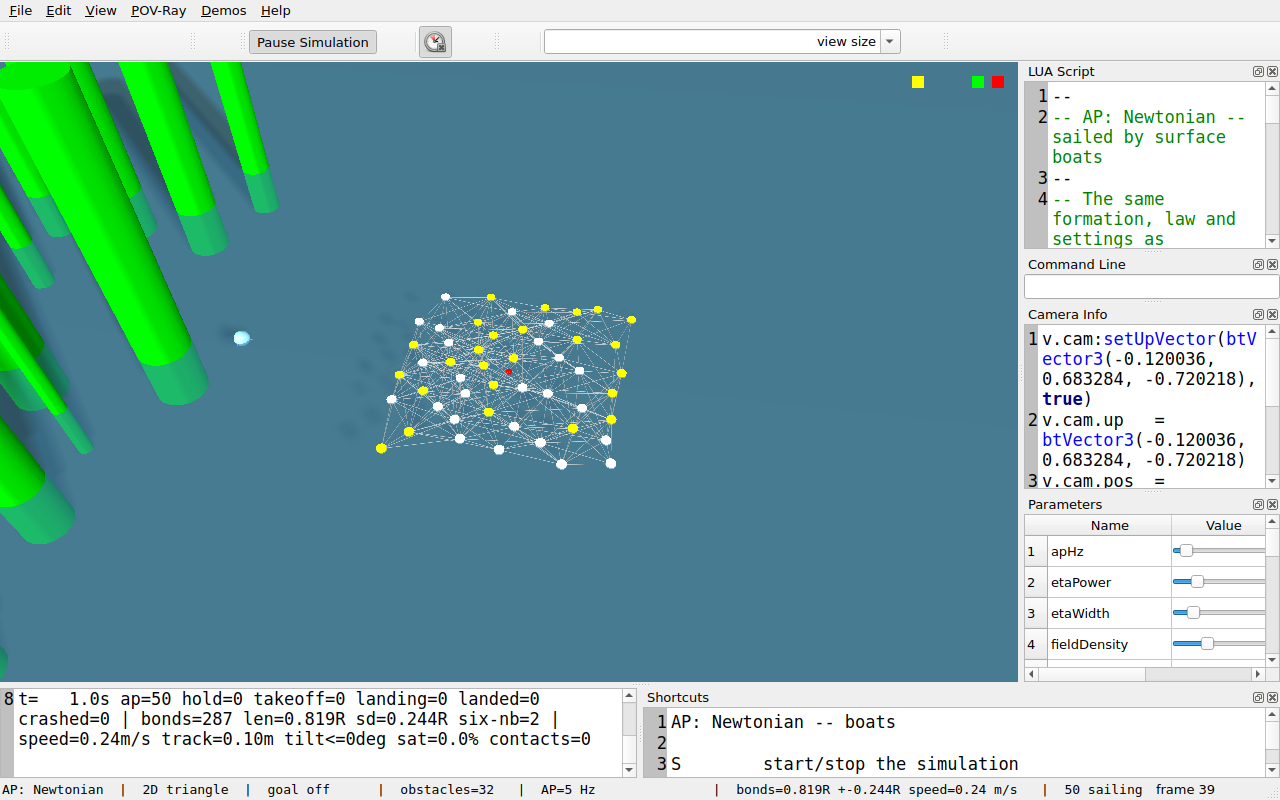 File Edit View POV-Ray Demos Help
Pause Simulation
view size
LUA Script
1 --
2 -- AP: Newtonian --
sailed by surface
boats
3 --
4 -- The same
formation, law and
settings as
Command Line
Camera Info
1 v.cam:setUpVector(btV
ector3(-0.120036,
0.683284, -0.720218),
true)
2 v.cam.up   =
btVector3(-0.120036,
0.683284, -0.720218)
3 v.cam.pos  =
Parameters
Name Value
1 apHz
2 etaPower
3 etaWidth
4 fieldDensity
8 t=   1.0s ap=50 hold=0 takeoff=0 landing=0 landed=0
crashed=0 | bonds=287 len=0.819R sd=0.244R six-nb=2 |
speed=0.24m/s track=0.10m tilt<=0deg sat=0.0% contacts=0
Shortcuts
1 AP: Newtonian -- boats
2
3 S        start/stop the simulation
AP: Newtonian | 2D triangle | goal off | obstacles=32 | AP=5 Hz | bonds=0.819R +-0.244R speed=0.24 m/s | 50 sailing frame 39